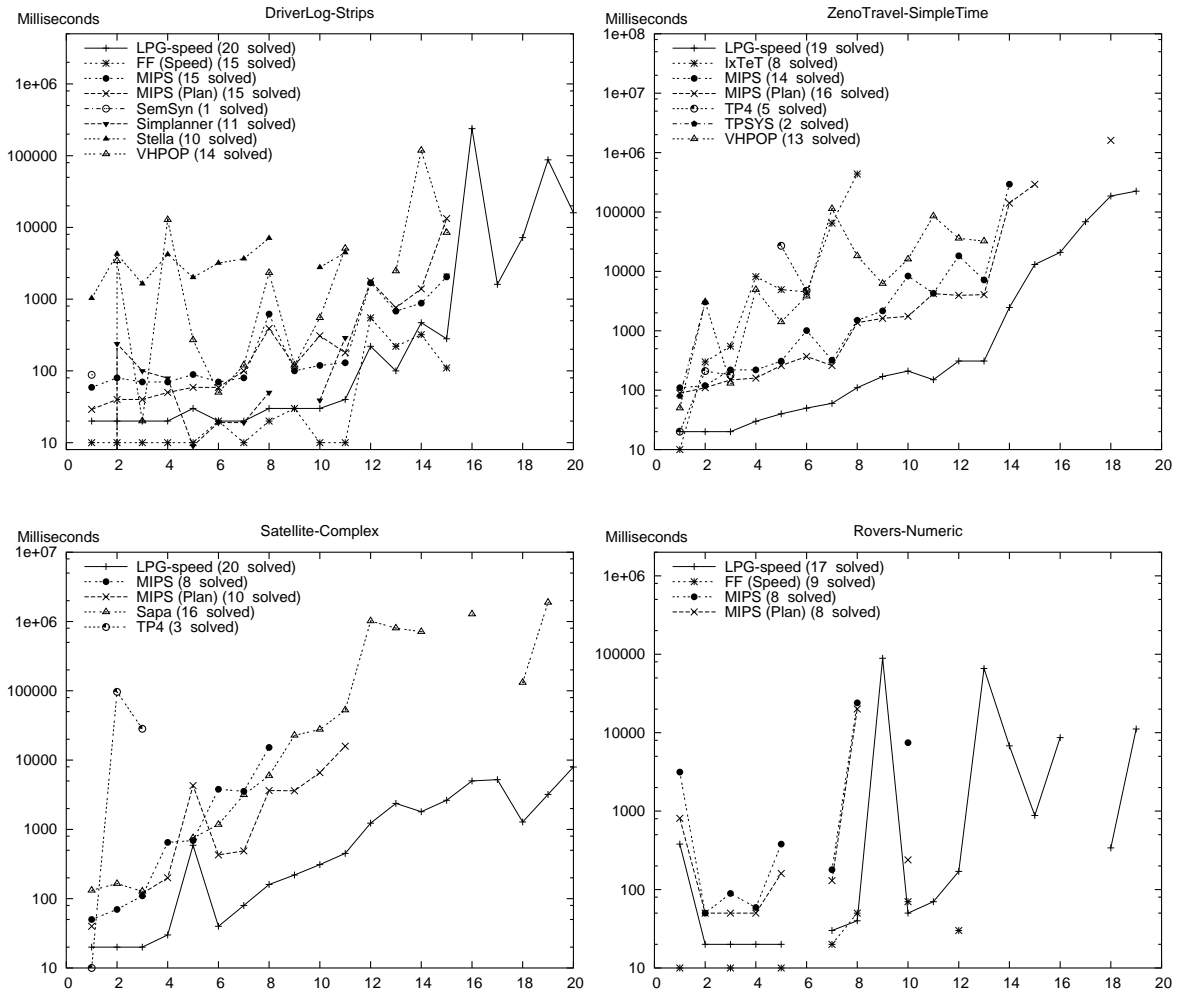 Milliseconds
DriverLog-Strips
LPG-speed (20 solved)
FF (Speed) (15 solved)
MIPS (15 solved)
MIPS (Plan) (15 solved)
SemSyn (1 solved)
Simplanner (11 solved)
Stella (10 solved)
VHPOP (14 solved)
1e+06
100000
10000
1000
100
10
0 2 4 6 8 10 12 14 16 18 20
Milliseconds
ZenoTravel-SimpleTime
1e+08
LPG-speed (19 solved)
IxTeT (8 solved)
MIPS (14 solved)
MIPS (Plan) (16 solved)
TP4 (5 solved)
TPSYS (2 solved)
VHPOP (13 solved)
1e+07
1e+06
100000
10000
1000
100
10
0 2 4 6 8 10 12 14 16 18 20
Milliseconds
Satellite-Complex
1e+07
LPG-speed (20 solved)
MIPS (8 solved)
MIPS (Plan) (10 solved)
Sapa (16 solved)
TP4 (3 solved)
1e+06
100000
10000
1000
100
10
0 2 4 6 8 10 12 14 16 18 20
Milliseconds
Rovers-Numeric
LPG-speed (17 solved)
FF (Speed) (9 solved)
MIPS (8 solved)
MIPS (Plan) (8 solved)
1e+06
100000
10000
1000
100
10
0 2 4 6 8 10 12 14 16 18 20